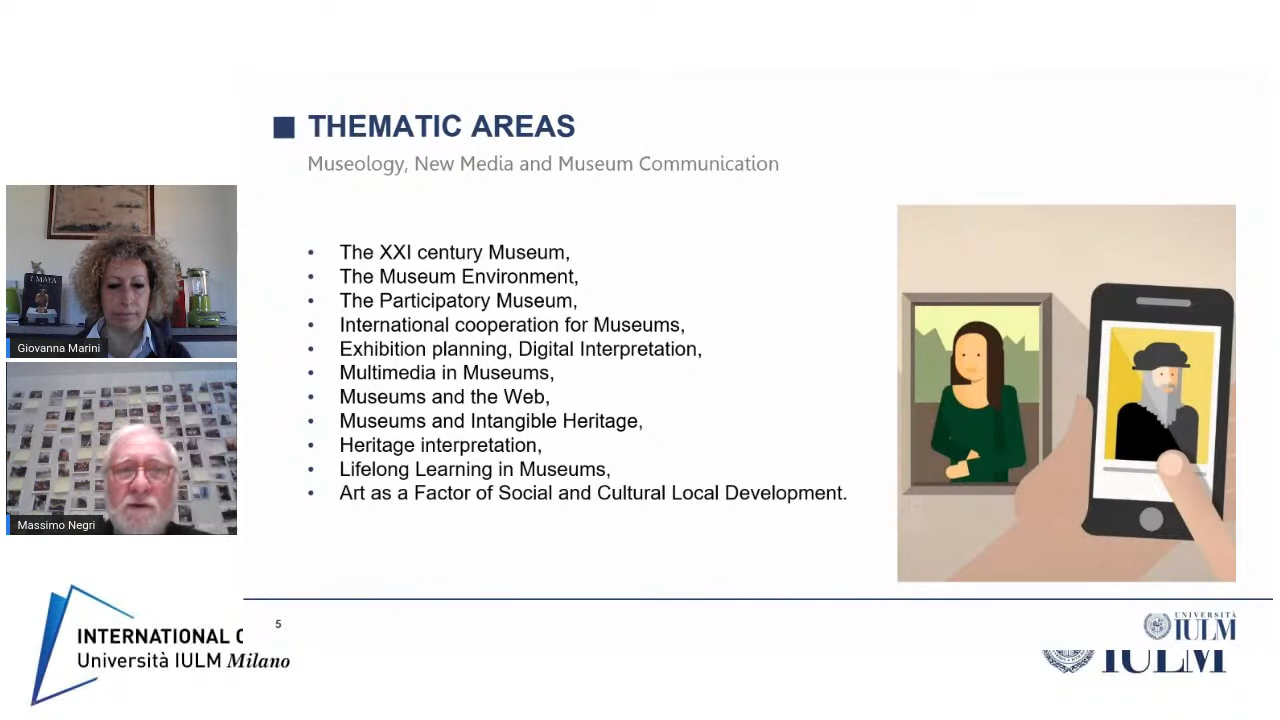 THEMATIC AREAS
Museology, New Media and Museum Communication
• The XXI century Museum,
• The Museum Environment,
• The Participatory Museum,
• International cooperation for Museums,
• Exhibition planning, Digital Interpretation,
• Multimedia in Museums,
• Museums and the Web,
• Museums and Intangible Heritage,
• Heritage interpretation,
• Lifelong Learning in Museums,
• Art as a Factor of Social and Cultural Local Development.
I MAYA
Giovanna Marini
Massimo Negri
INTERNATIONAL
Università IULM Milano
5
UNIVERSITÀ
IULM
IULM